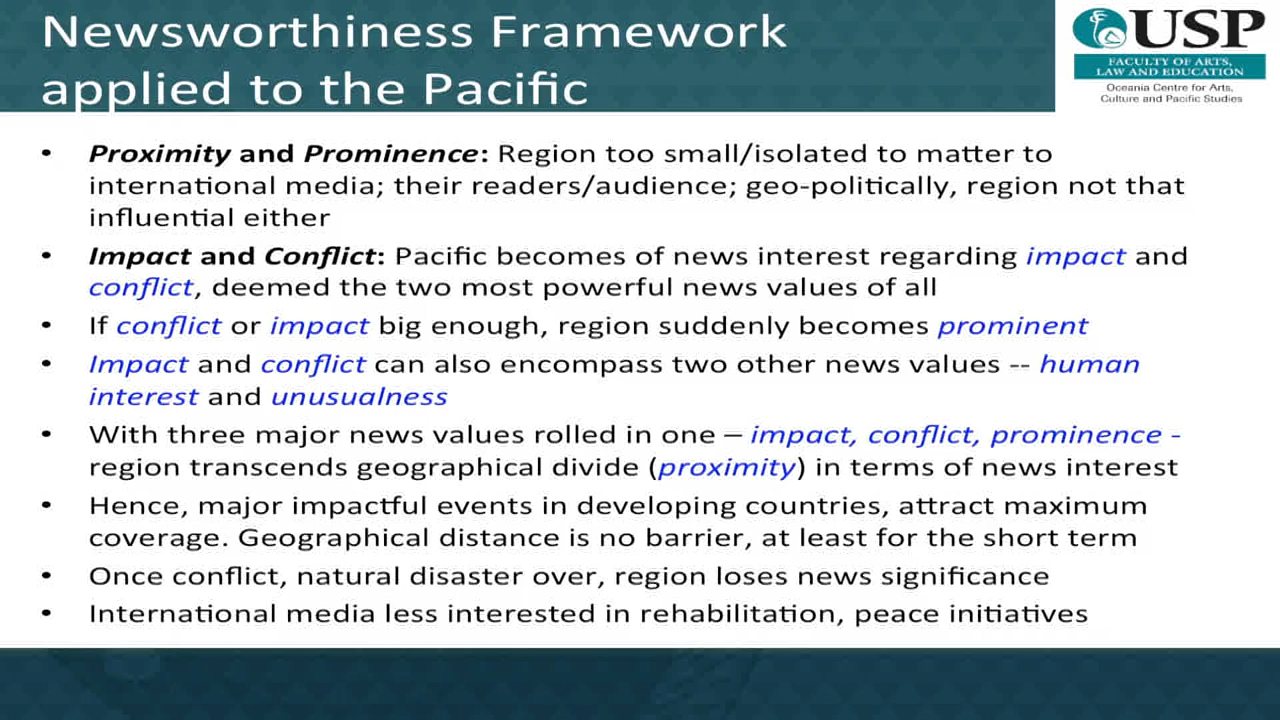 Newsworthiness Framework
applied to the Pacific
USP
FACULTY OF ARTS,
LAW AND EDUCATION
Oceania Centre for Arts,
Culture and Pacific Studies
• Proximity and Prominence: Region too small/isolated to matter to
international media; their readers/audience; geo-politically, region not that
influential either
• Impact and Conflict: Pacific becomes of news interest regarding impact and
conflict, deemed the two most powerful news values of all
• If conflict or impact big enough, region suddenly becomes prominent
• Impact and conflict can also encompass two other news values -- human
interest and unusualness
• With three major news values rolled in one – impact, conflict, prominence -
region transcends geographical divide (proximity) in terms of news interest
• Hence, major impactful events in developing countries, attract maximum
coverage. Geographical distance is no barrier, at least for the short term
• Once conflict, natural disaster over, region loses news significance
• International media less interested in rehabilitation, peace initiatives